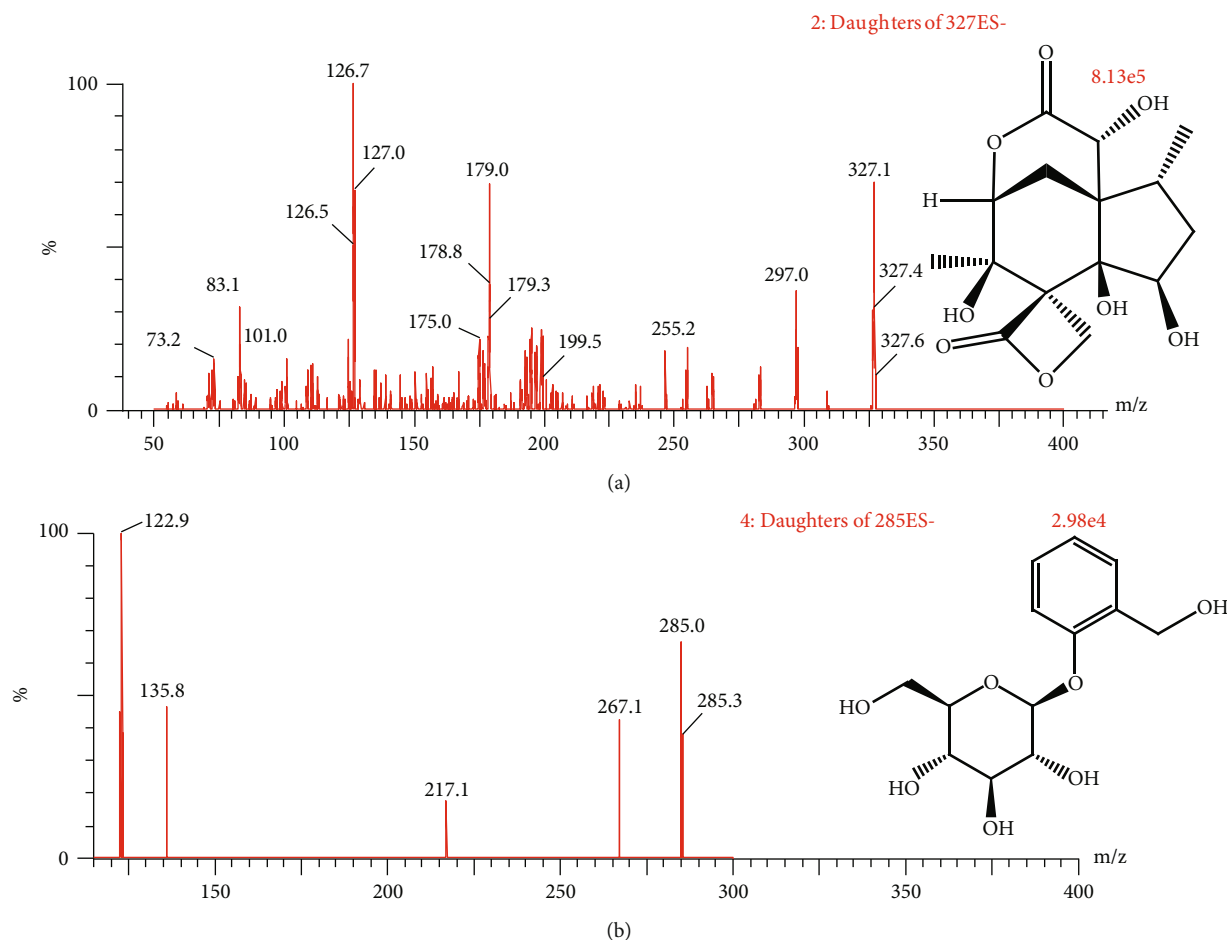 2: Daughters of 327ES-
8.13e5
100
%
0
126.7
127.0
126.5
179.0
178.8
179.3
175.0
199.5
83.1
101.0
73.2
255.2
297.0
327.1
327.4
327.6
O
OH
O
H
HO
OH
OH
O
O
50
100
150
200
250
300
350
400
m/z
(a)
4: Daughters of 285ES-
2.98e4
100
%
0
122.9
135.8
217.1
267.1
285.0
285.3
OH
O
O
HO
HO
OH
OH
150
200
250
300
350
400
m/z
(b)